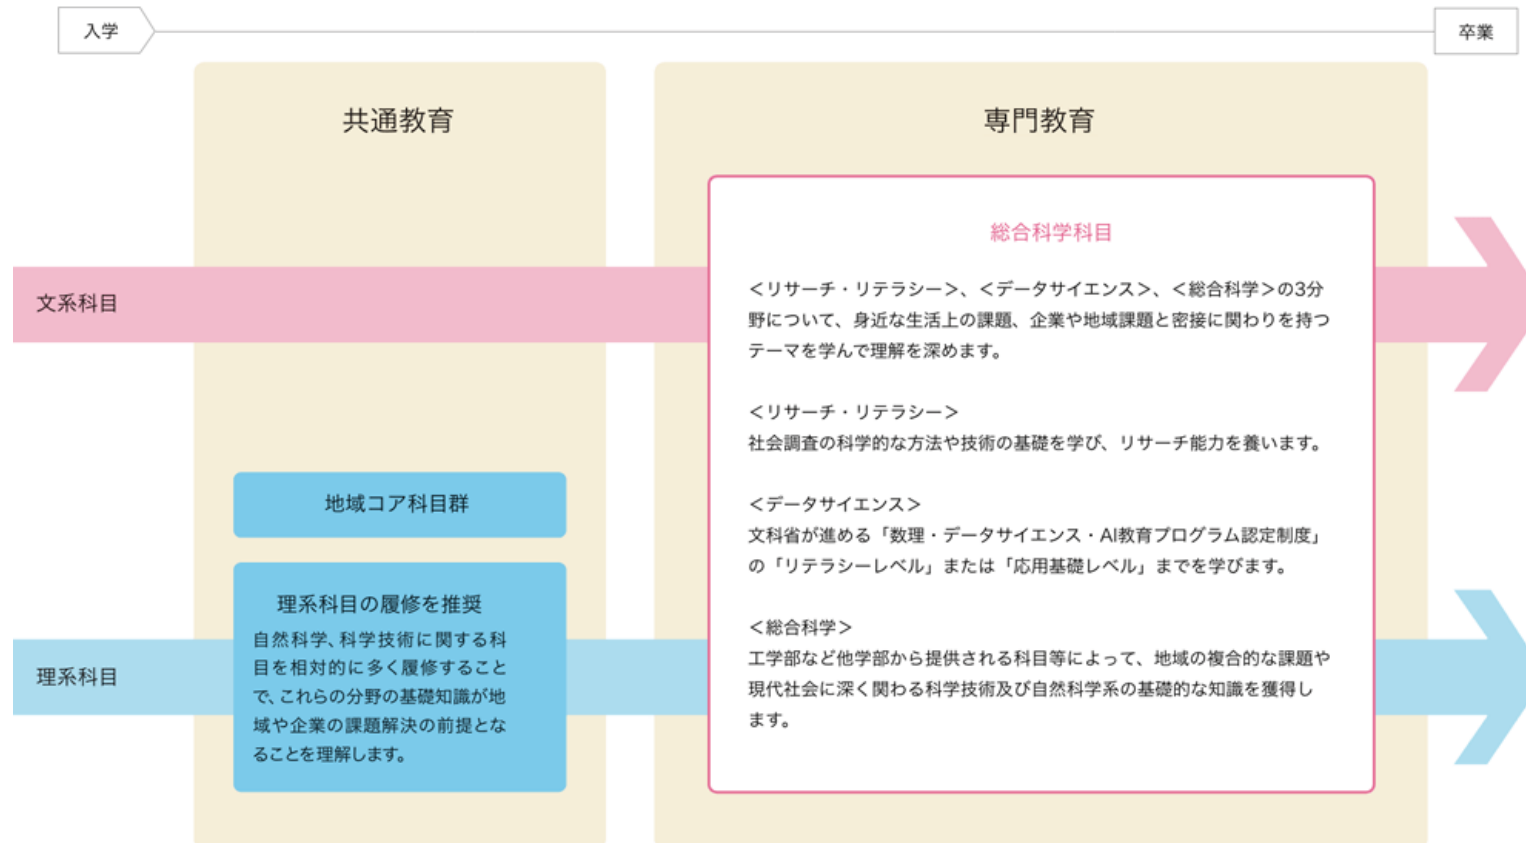 入学
卒業
共通教育
専門教育
総合科学科目
＜リサーチ・リテラシー＞、＜データサイエンス＞、＜総合科学＞の3分
野について、身近な生活上の課題、企業や地域課題と密接に関わりを持つ
テーマを学んで理解を深めます。
＜リサーチ・リテラシー＞
社会調査の科学的な方法や技術の基礎を学び、リサーチ能力を養います。
＜データサイエンス＞
文科省が進める「数理・データサイエンス・AI教育プログラム認定制度」
の「リテラシーレベル」または「応用基礎レベル」までを学びます。
＜総合科学＞
工学部など他学部から提供される科目等によって、地域の複合的な課題や
現代社会に深く関わる科学技術及び自然科学系の基礎的な知識を獲得し
ます。
文系科目
地域コア科目群
理系科目の履修を推奨
自然科学、科学技術に関する科
目を相対的に多く履修すること
で、これらの分野の基礎知識が地
域や企業の課題解決の前提とな
ることを理解します。
理系科目